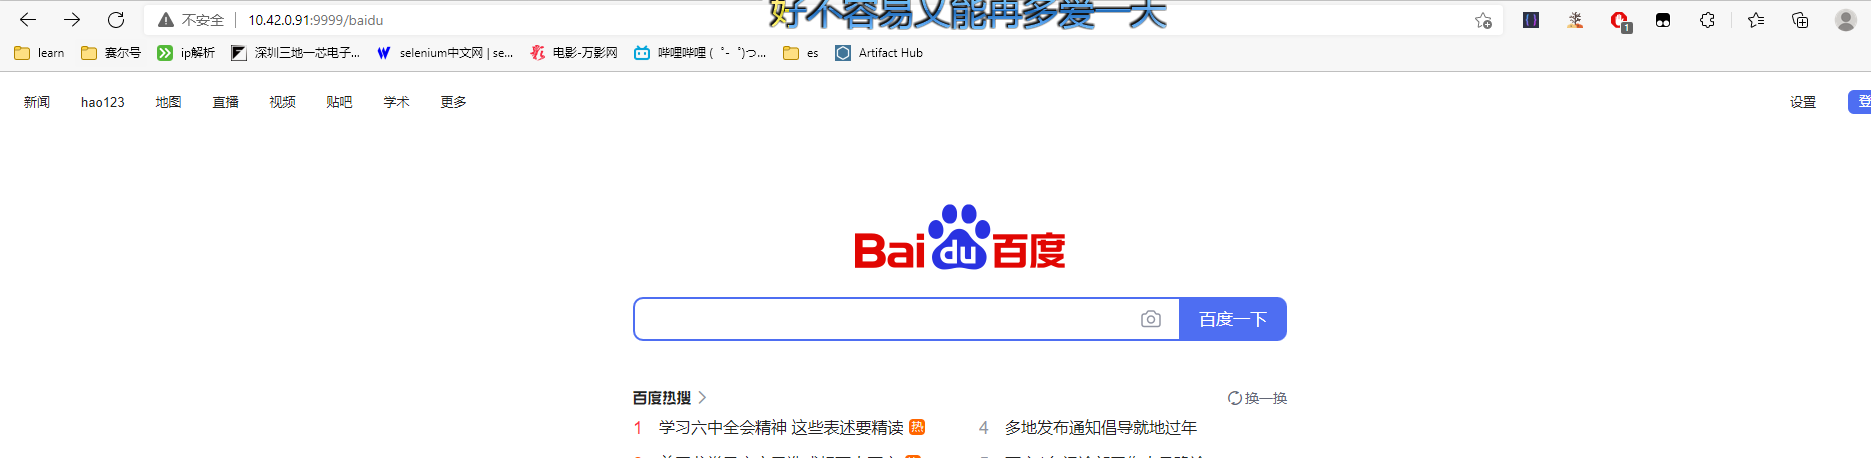 好不容易又能再多爱一天
不安全 10.42.0.91:9999/baidu
1
learn 赛尔号 ip解析 深圳三地一芯电子... selenium中文网 | se... 电影-万影网 哔哩哔哩 (゜-゜)つ... es Artifact Hub
新闻 hao123 地图 直播 视频 贴吧 学术 更多 设置 登
Bai du 百度
百度一下
百度热搜 换一换
1 学习六中全会精神 这些表述要精读 热
4 多地发布通知倡导就地过年